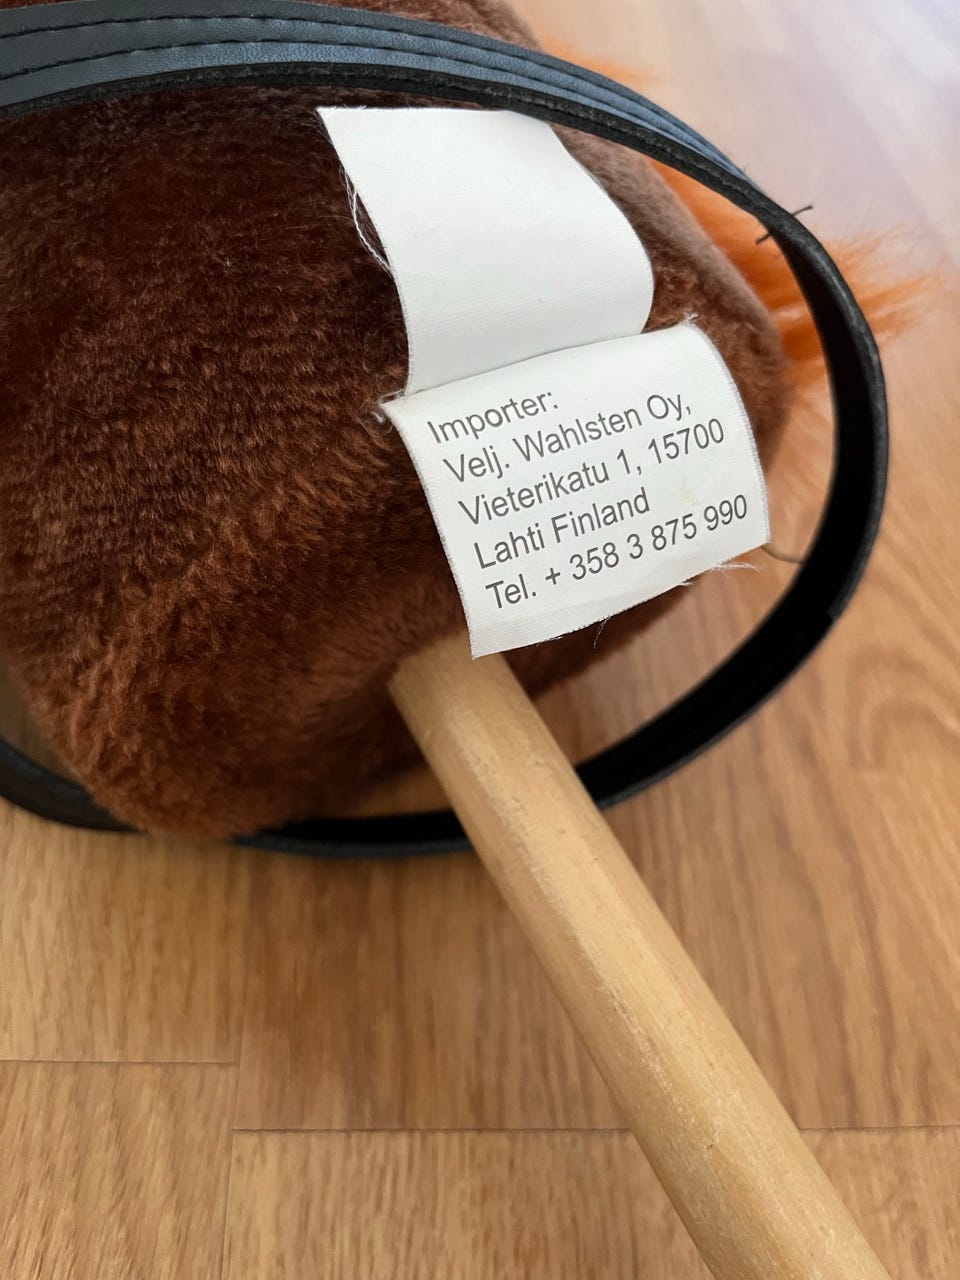 Importer:
Velj. Wahlsten Oy,
Vieterikatu 1, 15700
Lahti Finland
Tel. + 358 3 875 990